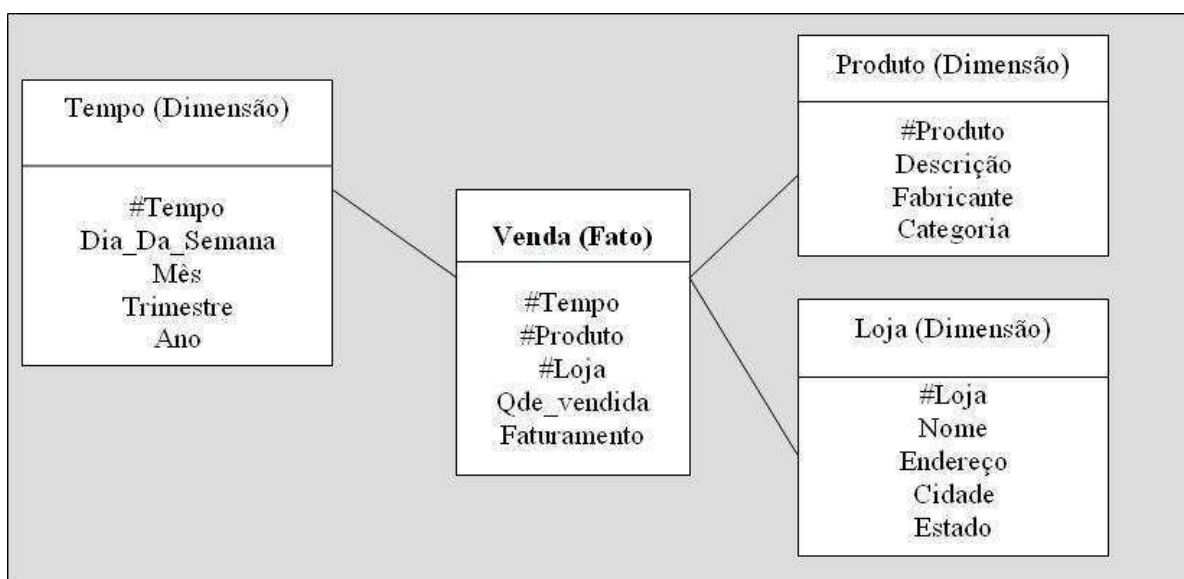 Tempo (Dimensão)
#Tempo
Dia_Da_Semana
Mês
Trimestre
Ano
Venda (Fato)
#Tempo
#Produto
#Loja
Qde_vendida
Faturamento
Produto (Dimensão)
#Produto
Descrição
Fabricante
Categoria
Loja (Dimensão)
#Loja
Nome
Endereço
Cidade
Estado